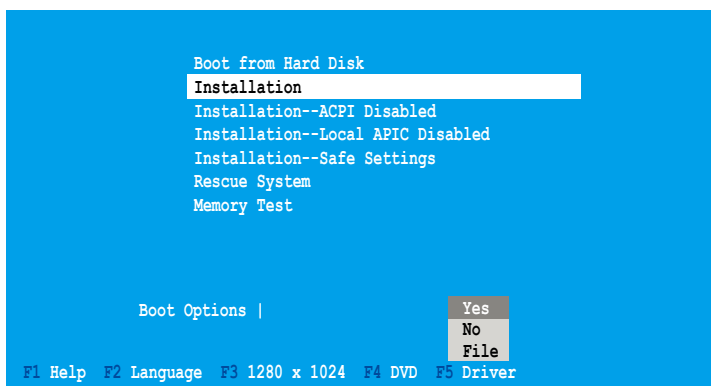 Boot from Hard Disk
Installation
Installation--ACPI Disabled
Installation--Local APIC Disabled
Installation--Safe Settings
Rescue System
Memory Test
Boot Options |
Yes
No
File
F1 Help F2 Language F3 1280 x 1024 F4 DVD F5 Driver